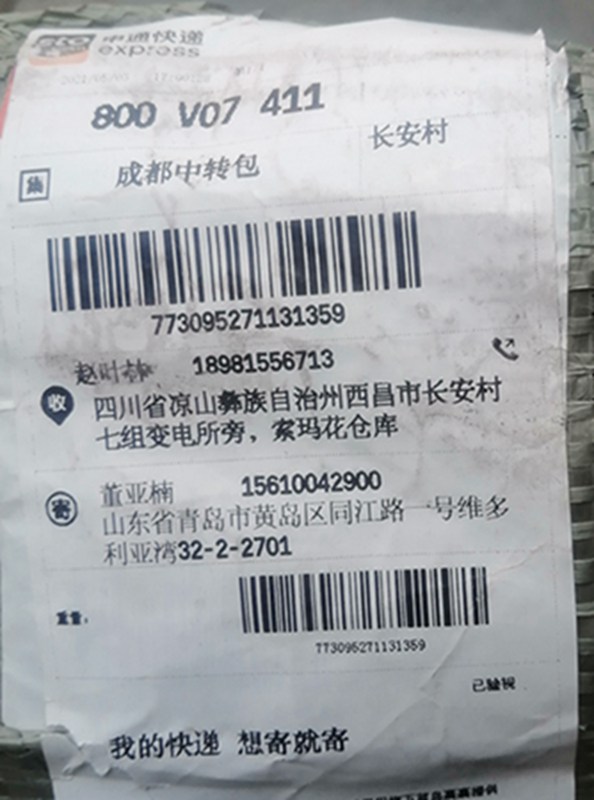 中通快递
express
800 V07 411
长安村
集
成都中转包
773095271131359
18981556713
收
四川省凉山彝族自治州西昌市长安村
七组变电所旁，索玛花仓库
寄
董亚楠 15610042900
山东省青岛市黄岛区同江路一号维多
利亚湾32-2-2701
重量：
773095271131359
已验视
我的快递 想寄就寄